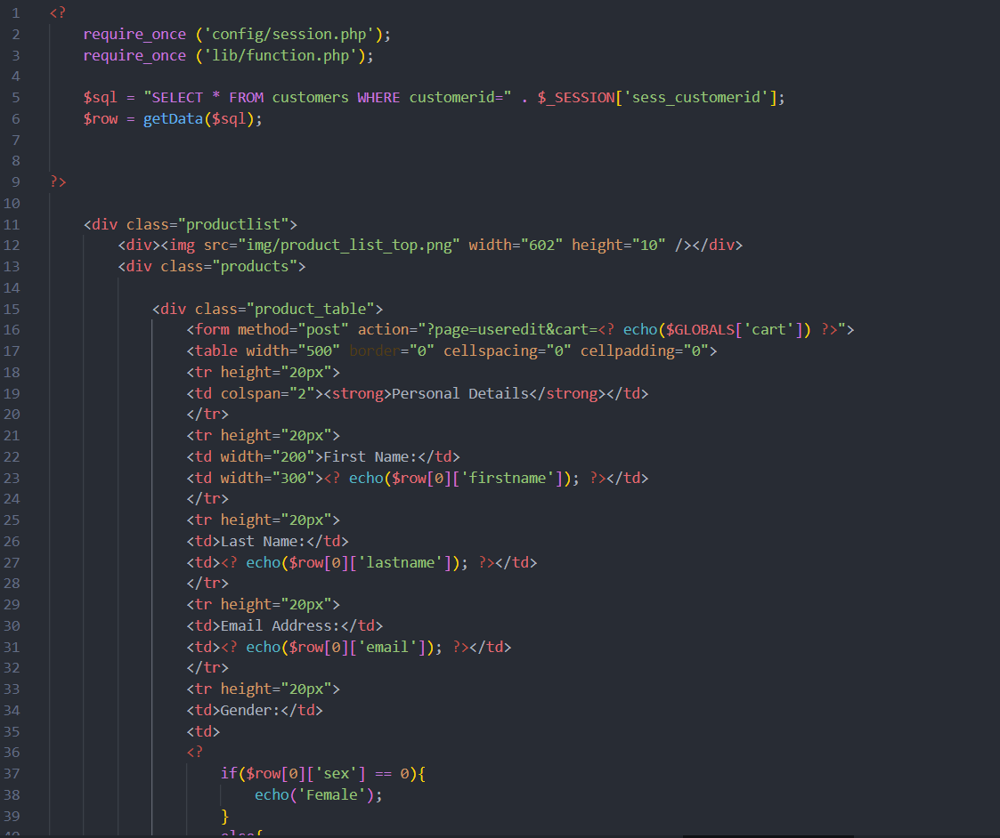 1 <?
2 require_once ('config/session.php');
3 require_once ('lib/function.php');
4
5 $sql = "SELECT * FROM customers WHERE customerid=" . $_SESSION['sess_customerid'];
6 $row = getData($sql);
7
8
9 ?>
10
11 <div class="productlist">
12 <div><img src="img/product_list_top.png" width="602" height="10" /></div>
13 <div class="products">
14
15 <div class="product_table">
16 <form method="post" action="?page=useredit&cart=<? echo($GLOBALS['cart']) ?>">
17 <table width="500" border="0" cellspacing="0" cellpadding="0">
18 <tr height="20px">
19 <td colspan="2"><strong>Personal Details</strong></td>
20 </tr>
21 <tr height="20px">
22 <td width="200">First Name:</td>
23 <td width="300"><? echo($row[0]['firstname']); ?></td>
24 </tr>
25 <tr height="20px">
26 <td>Last Name:</td>
27 <td><? echo($row[0]['lastname']); ?></td>
28 </tr>
29 <tr height="20px">
30 <td>Email Address:</td>
31 <td><? echo($row[0]['email']); ?></td>
32 </tr>
33 <tr height="20px">
34 <td>Gender:</td>
35 <td>
36 <?
37 if($row[0]['sex'] == 0){
38 echo('Female');
39 }
40 else{